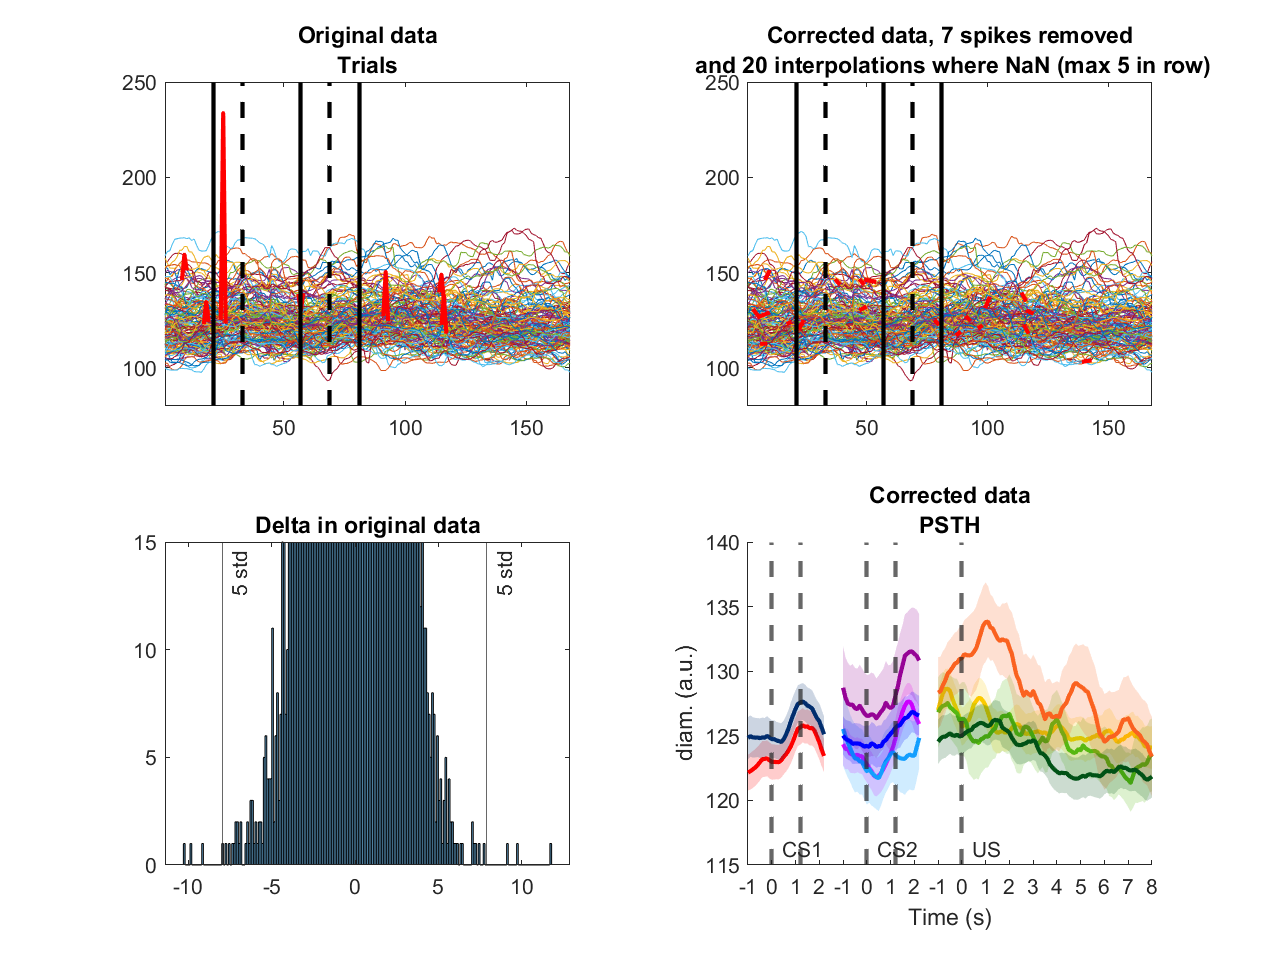 Original data
Trials
250
200
150
100
50
100
150
Corrected data, 7 spikes removed
and 20 interpolations where NaN (max 5 in row)
250
200
150
100
50
100
150
Delta in original data
15
10
5
0
5 std
5 std
-10
-5
0
5
10
Corrected data
PSTH
140
135
130
125
120
115
diam. (a.u.)
CS1
CS2
US
-1 0 1 2 -1 0 1 2 -1 0 1 2 3 4 5 6 7 8
Time (s)